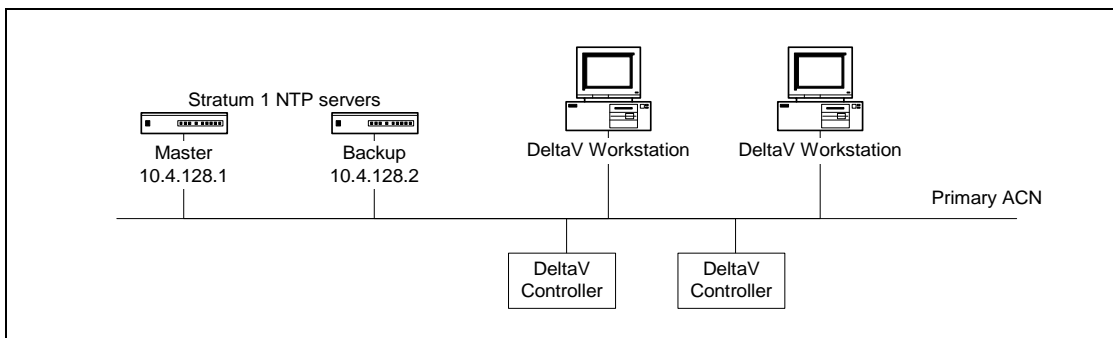 Stratum 1 NTP servers
Master
10.4.128.1
Backup
10.4.128.2
DeltaV Workstation
DeltaV Workstation
Primary ACN
DeltaV
Controller
DeltaV
Controller